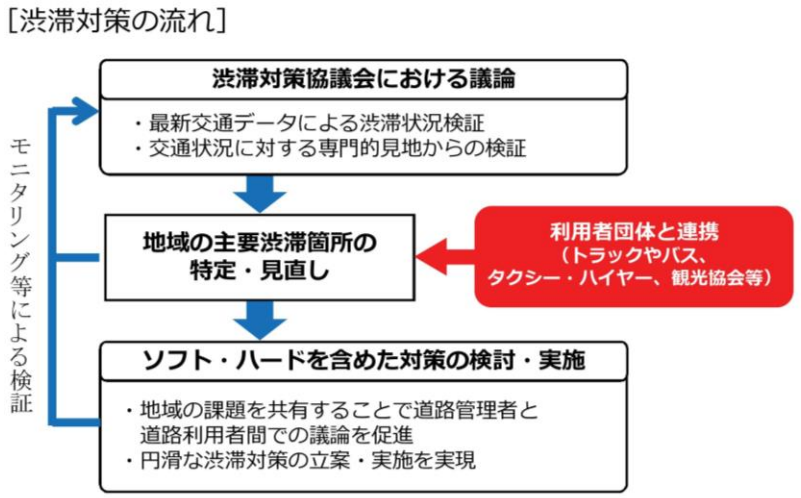 [渋滞対策の流れ]
渋滞対策協議会における議論
・最新交通データによる渋滞状況検証
・交通状況に対する専門的見地からの検証
モニタリング等による検証
地域の主要渋滞箇所の
特定・見直し
利用者団体と連携
（トラックやバス、
タクシー・ハイヤー、観光協会等）
ソフト・ハードを含めた対策の検討・実施
・地域の課題を共有することで道路管理者と
道路利用者間での議論を促進
・円滑な渋滞対策の立案・実施を実現